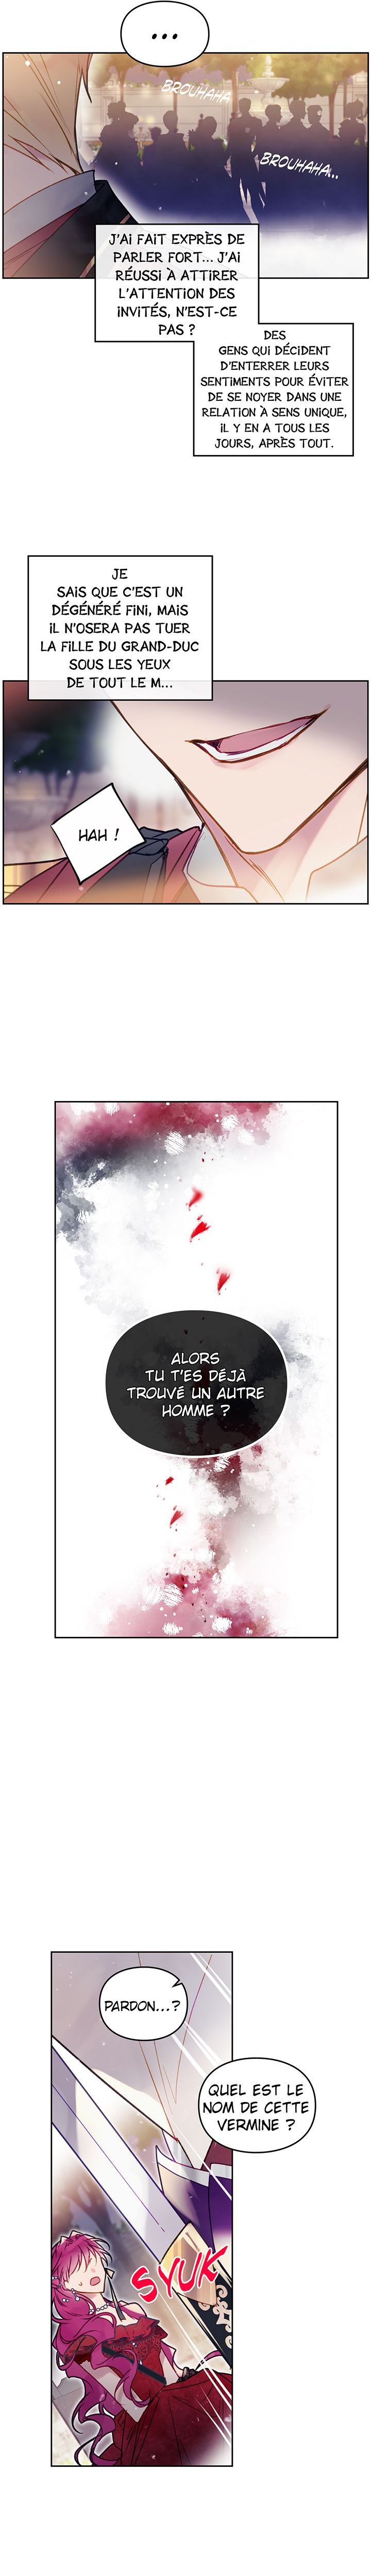 ...
BROUHAHA
BROUHAHA...
J'AI FAIT EXPRÈS DE
PARLER FORT... J'AI
RÉUSSI À ATTIRER
L'ATTENTION DES
INVITÉS, N'EST-CE
PAS ?
DES
GENS QUI DÉCIDENT
D'ENTERRER LEURS
SENTIMENTS POUR ÉVITER
DE SE NOYER DANS UNE
RELATION À SENS UNIQUE,
IL Y EN A TOUS LES
JOURS, APRÈS TOUT.
JE
SAIS QUE C'EST UN
DÉGÉNÉRÉ FINI, MAIS
IL N'OSERA PAS TUER
LA FILLE DU GRAND-DUC
SOUS LES YEUX
DE TOUT LE M...
HAH !
ALORS
TU T'ES DÉJÀ
TROUVÉ UN AUTRE
HOMME ?
PARDON...?
QUEL EST LE
NOM DE CETTE
VERMINE ?
SYUK